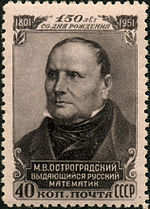 1801 150 лет 1951
СО ДНЯ РОЖДЕНИЯ
М.В.ОСТРОГРАДСКИЙ
ВЫДАЮЩИЙСЯ РУССКИЙ
МАТЕМАТИК
40 КОП. ПОЧТА СССР